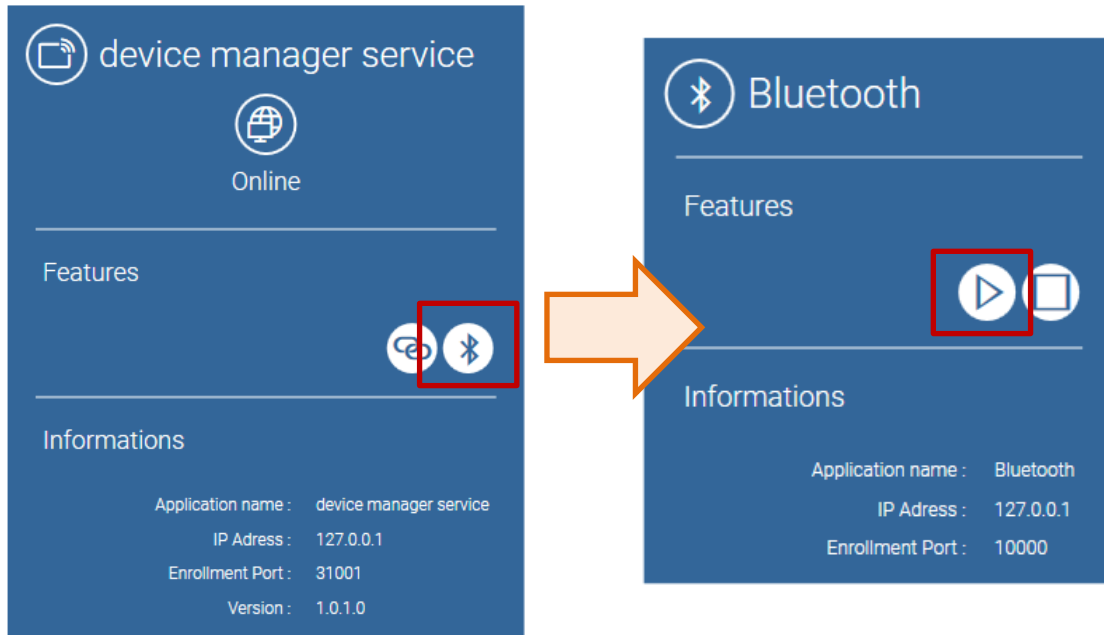 device manager service
Online
Features
Informations
Application name : device manager service
IP Adress : 127.0.0.1
Enrollment Port : 31001
Version : 1.0.1.0
Bluetooth
Features
Informations
Application name : Bluetooth
IP Adress : 127.0.0.1
Enrollment Port : 10000